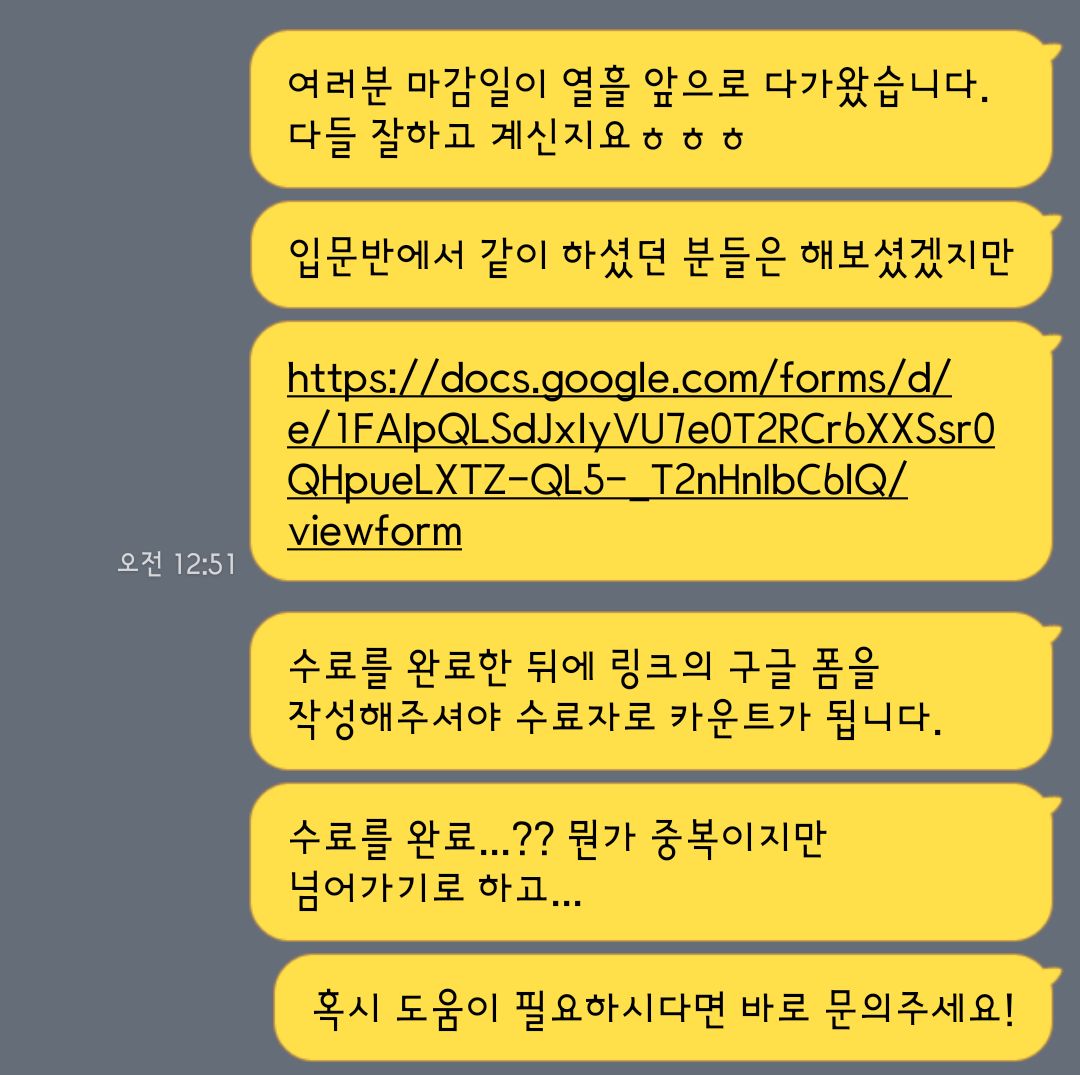 여러분 마감일이 열흘 앞으로 다가왔습니다.
다들 잘하고 계신지요ㅎㅎㅎ
입문반에서 같이 하셨던 분들은 해보셨겠지만
https://docs.google.com/forms/d/
e/1FAIpQLSdJxIyVU7e0T2RCr6XXSsr0
QHpueLXTZ-QL5-_T2nHnIbC6IQ/
viewform
오전 12:51
수료를 완료한 뒤에 링크의 구글 폼을
작성해주셔야 수료자로 카운트가 됩니다.
수료를 완료...?? 뭔가 중복이지만
넘어가기로 하고...
혹시 도움이 필요하시다면 바로 문의주세요!